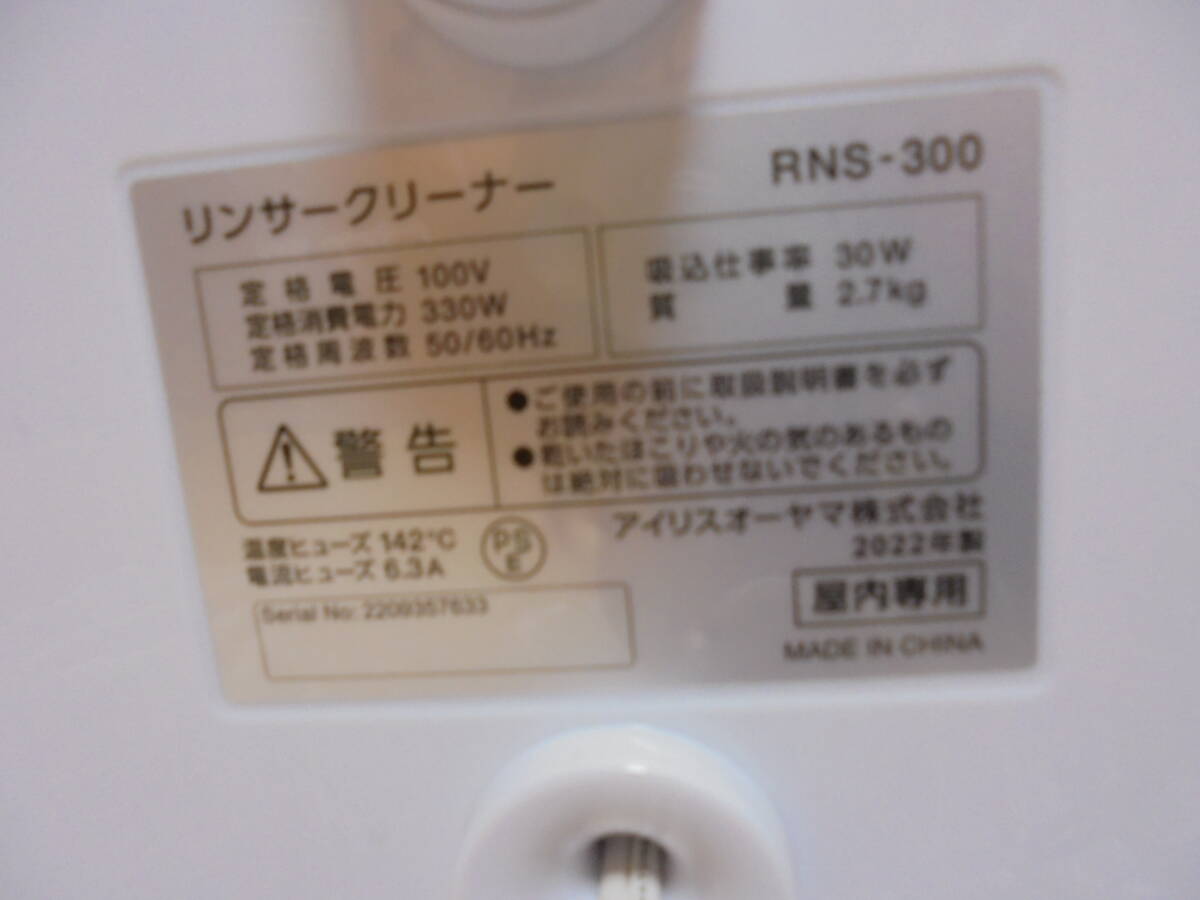 リンサークリーナー
RNS-300
定格電圧 100V
定格消費電力 330W
定格周波数 50/60Hz
吸込仕事率 30W
質量 2.7kg
警告
●ご使用の前に取扱説明書を必ず
お読みください。
●乾いたほこりや火の気のあるもの
は絶対に吸わせないでください。
温度ヒューズ 142℃
電流ヒューズ 6.3A
PS
E
アイリスオーヤマ株式会社
2022年製
屋内専用
Serial No: 2209357633
MADE IN CHINA